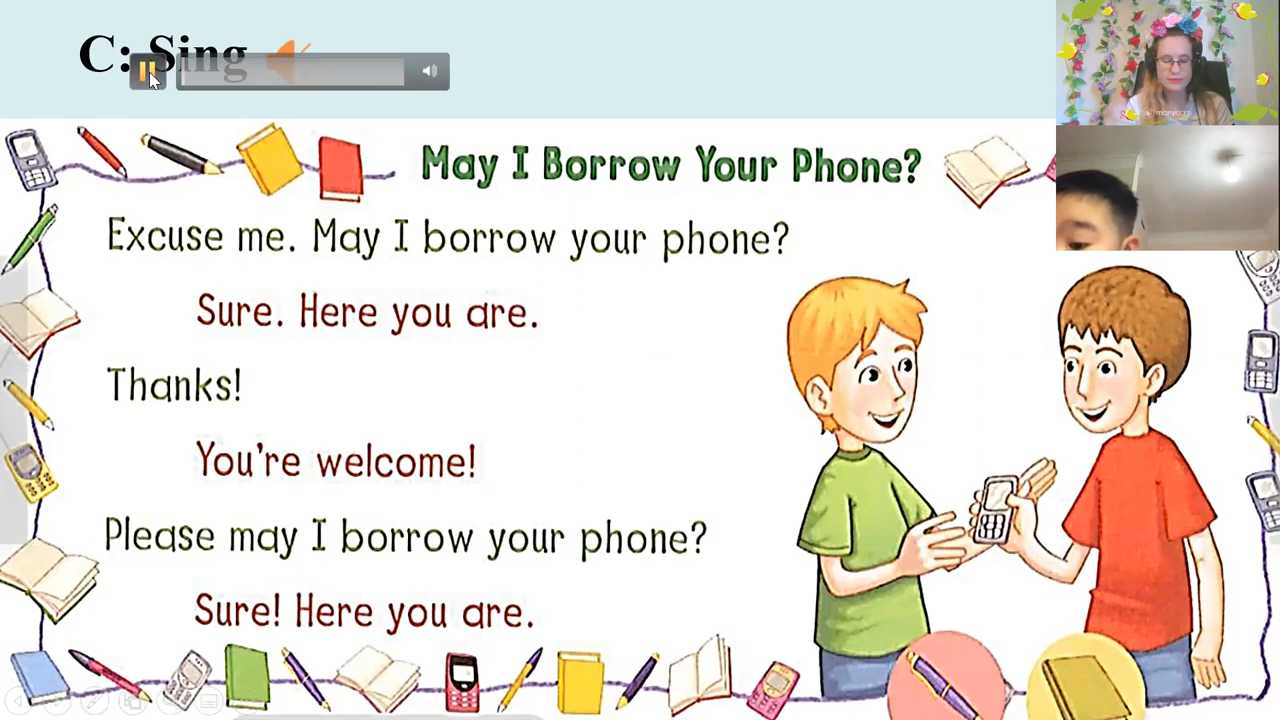 C: Sing
May I Borrow Your Phone?
Excuse me. May I borrow your phone?
Sure. Here you are.
Thanks!
You're welcome!
Please may I borrow your phone?
Sure! Here you are.
manycam